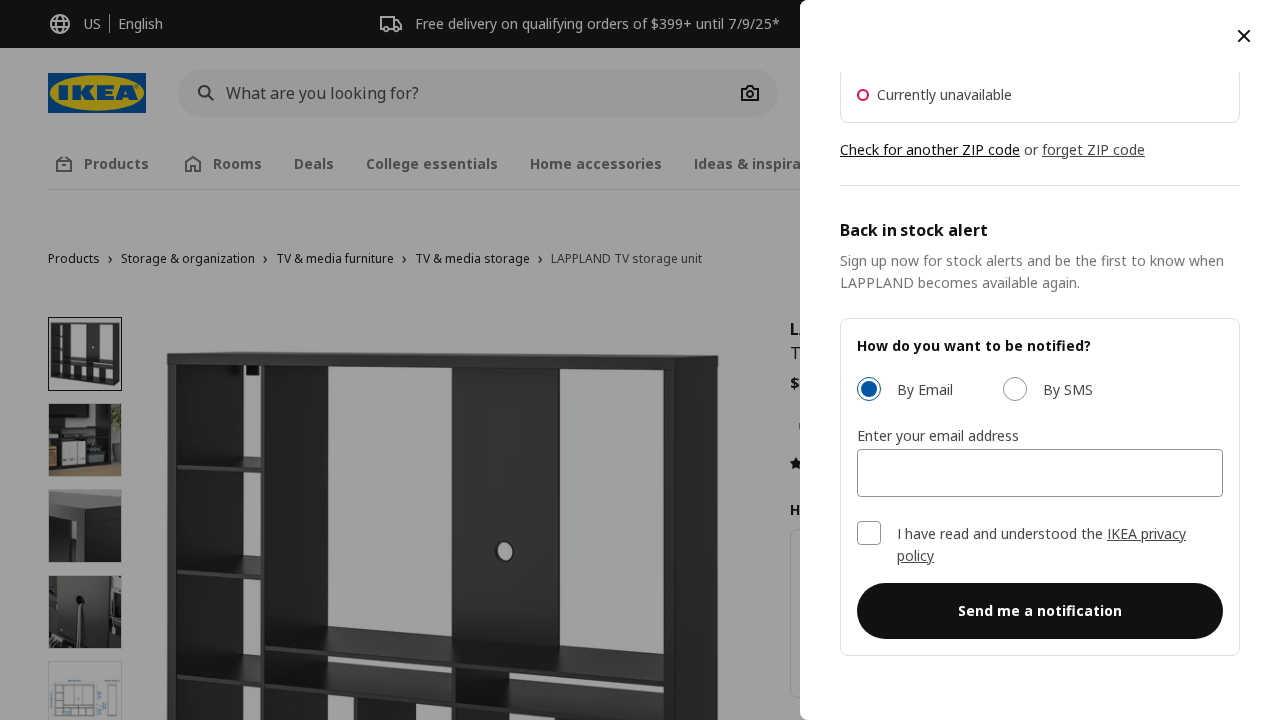 US
English
Free delivery on qualifying orders of $399+ until 7/9/25*
IKEA
What are you looking for?
Products
Rooms
Deals
College essentials
Home accessories
Products › Storage & organization › TV & media furniture › TV & media storage › LAPPLAND TV storage unit
Currently unavailable
Check for another ZIP code or forget ZIP code
Back in stock alert
Sign up now for stock alerts and be the first to know when
LAPPLAND becomes available again.
How do you want to be notified?
By Email
By SMS
Enter your email address
I have read and understood the IKEA privacy
policy
Send me a notification